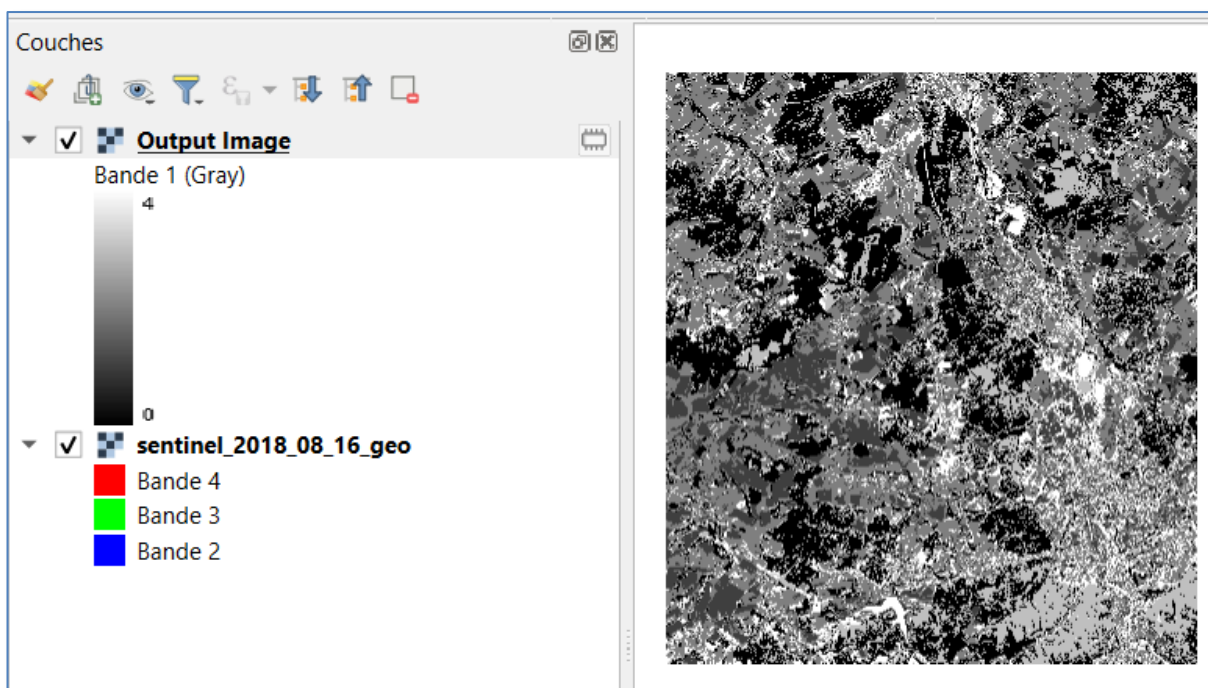 Couches
Output Image
Bande 1 (Gray)
4
0
sentinel_2018_08_16_geo
Bande 4
Bande 3
Bande 2